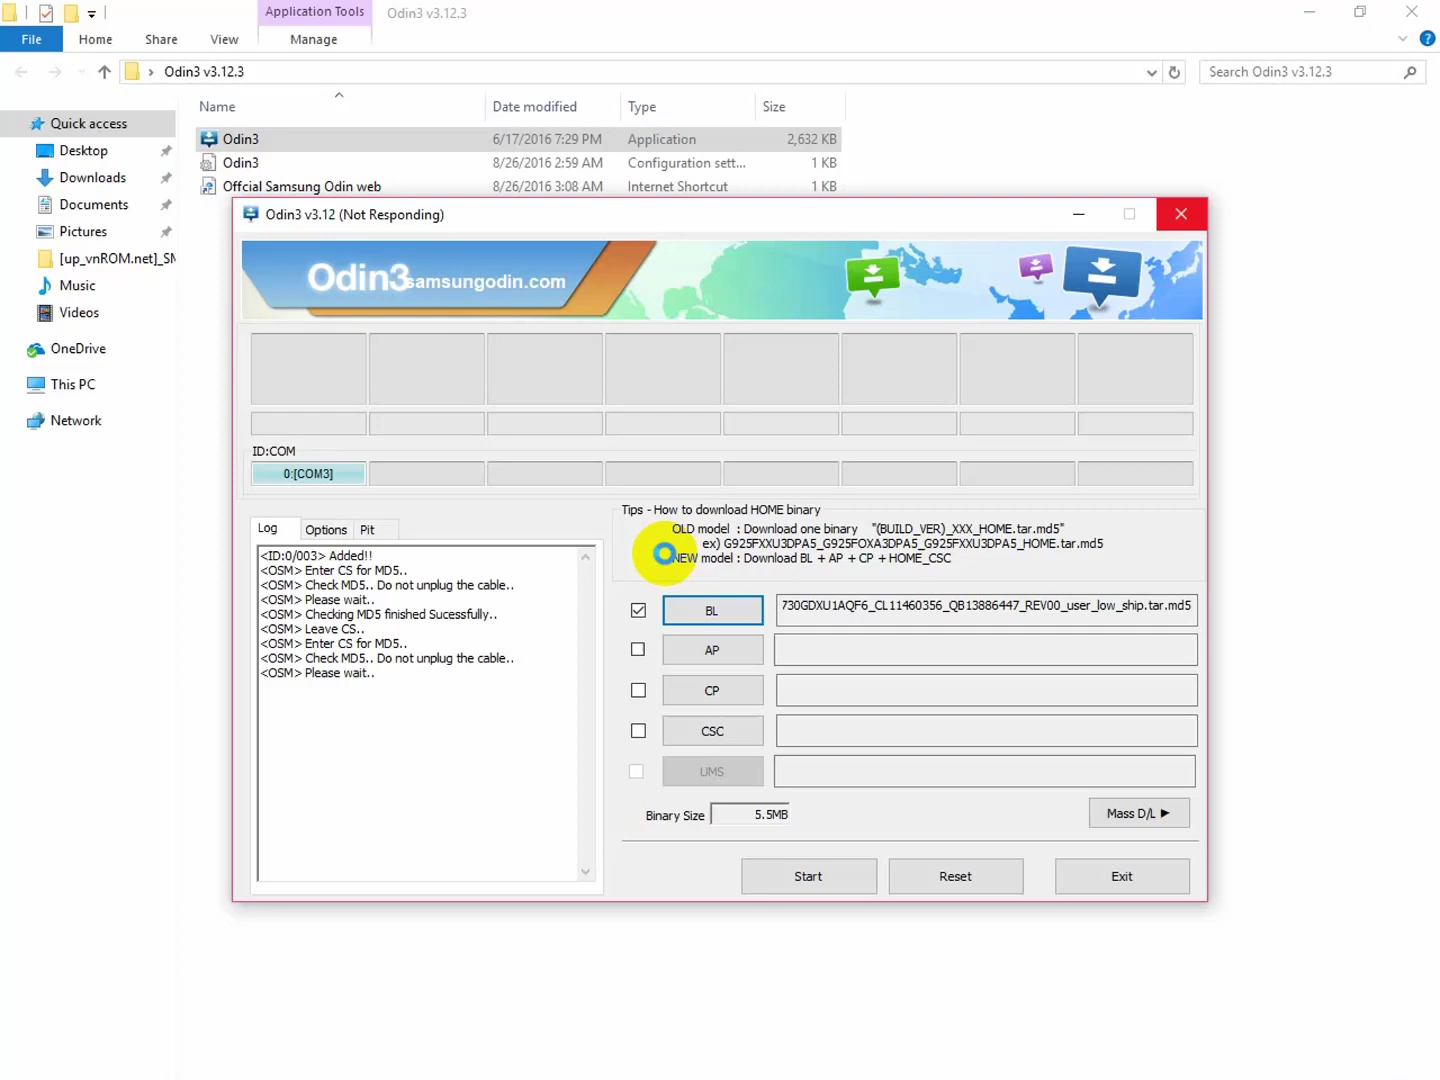 Application Tools
Odin3 v3.12.3
File
Home
Share
View
Manage
Odin3 v3.12.3
Search Odin3 v3.12.3
Name
Date modified
Type
Size
Quick access
Desktop
Downloads
Documents
Pictures
[up_vnROM.net]_SM
Music
Videos
OneDrive
This PC
Network
Odin3 6/17/2016 7:29 PM Application 2,632 KB
Odin3 8/26/2016 2:59 AM Configuration sett... 1 KB
Offcial Samsung Odin web 8/26/2016 3:08 AM Internet Shortcut 1 KB
Odin3 v3.12 (Not Responding)
Odin3 samsungodin.com
ID:COM
0:[COM3]
Log
Options
Pit
<ID:0/003> Added!!
<OSM> Enter CS for MD5..
<OSM> Check MD5.. Do not unplug the cable..
<OSM> Please wait..
<OSM> Checking MD5 finished Sucessfully..
<OSM> Leave CS..
<OSM> Enter CS for MD5..
<OSM> Check MD5.. Do not unplug the cable..
<OSM> Please wait..
Tips - How to download HOME binary
OLD model : Download one binary "(BUILD_VER)_XXX_HOME.tar.md5"
ex) G925FXXU3DPA5_G925FOXA3DPA5_G925FXXU3DPA5_HOME.tar.md5
NEW model : Download BL + AP + CP + HOME_CSC
BL
730GDXU1AQF6_CL11460356_QB13886447_REV00_user_low_ship.tar.md5
AP
CP
CSC
UMS
Binary Size 5.5MB
Mass D/L ►
Start
Reset
Exit